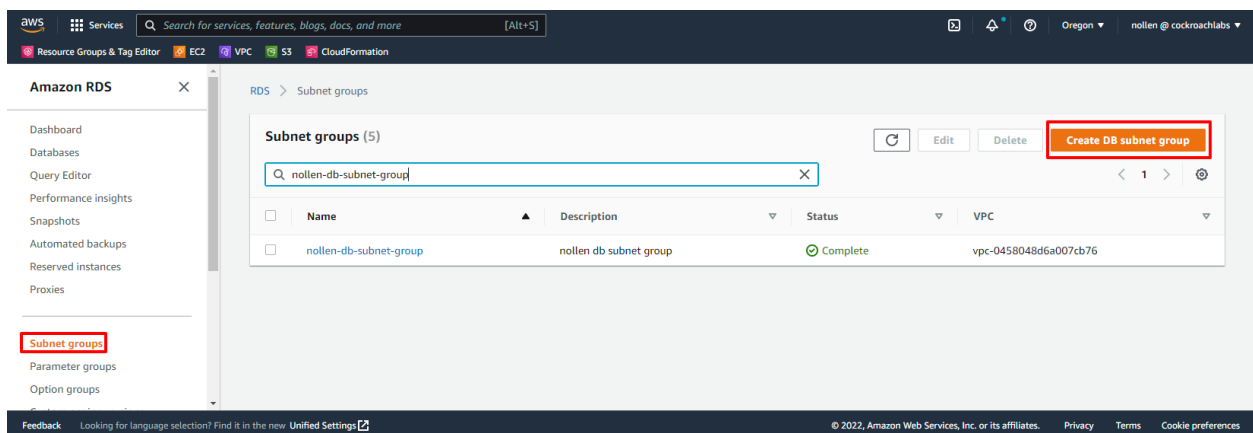 aws Services Search for services, features, blogs, docs, and more [Alt+S] Oregon nollen @ cockroachlabs
Resource Groups & Tag Editor EC2 VPC S3 CloudFormation
Amazon RDS
Dashboard
Databases
Query Editor
Performance insights
Snapshots
Automated backups
Reserved instances
Proxies
Subnet groups
Parameter groups
Option groups
RDS > Subnet groups
Subnet groups (5) Edit Delete Create DB subnet group
nollen-db-subnet-group 1
Name Description Status VPC
nollen-db-subnet-group nollen db subnet group Complete vpc-0458048d6a007cb76
Feedback Looking for language selection? Find it in the new Unified Settings © 2022, Amazon Web Services, Inc. or its affiliates. Privacy Terms Cookie preferences